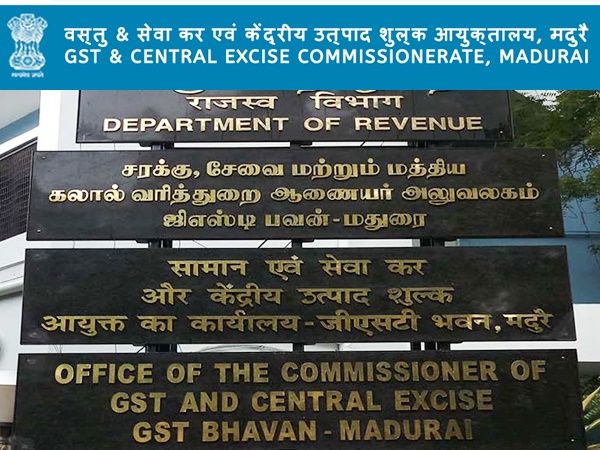 वस्तु & सेवा कर एवं केंद्रीय उत्पाद शुल्क आयुक्तालय, मदुरै
GST & CENTRAL EXCISE COMMISSIONERATE, MADURAI
राजस्व विभाग
DEPARTMENT OF REVENUE
சரக்கு, சேவை மற்றும் மத்திய
கலால் வரித்துறை ஆணையர் அலுவலகம்
ஜிஎஸ்டி பவன்-மதுரை
सामान एवं सेवा कर
और केंद्रीय उत्पाद शुल्क
आयुक्त का कार्यालय-जीएसटी भवन, मदुरै
OFFICE OF THE COMMISSIONER OF
GST AND CENTRAL EXCISE
GST BHAVAN-MADURAI